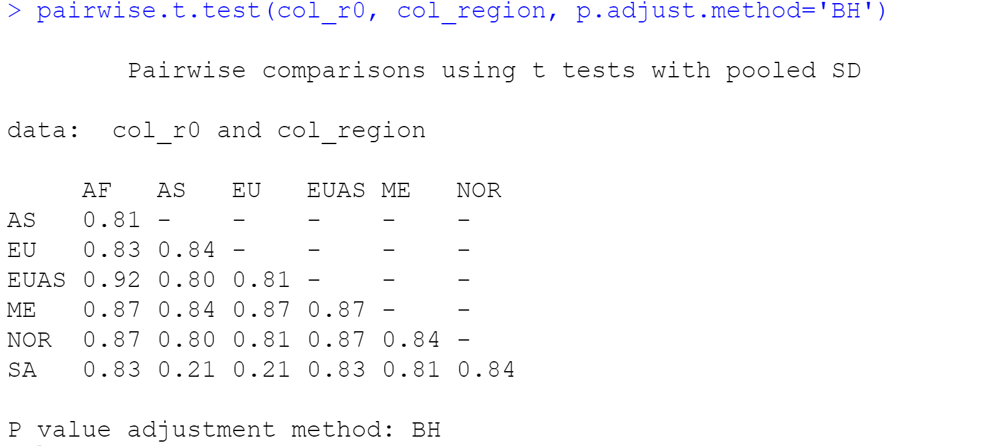 > pairwise.t.test(col_r0, col_region, p.adjust.method='BH')
Pairwise comparisons using t tests with pooled SD
data:  col_r0 and col_region
     AF   AS   EU   EUAS ME   NOR
AS   0.81 -    -    -    -    -
EU   0.83 0.84 -    -    -    -
EUAS 0.92 0.80 0.81 -    -    -
ME   0.87 0.84 0.87 0.87 -    -
NOR  0.87 0.80 0.81 0.87 0.84 -
SA   0.83 0.21 0.21 0.83 0.81 0.84
P value adjustment method: BH